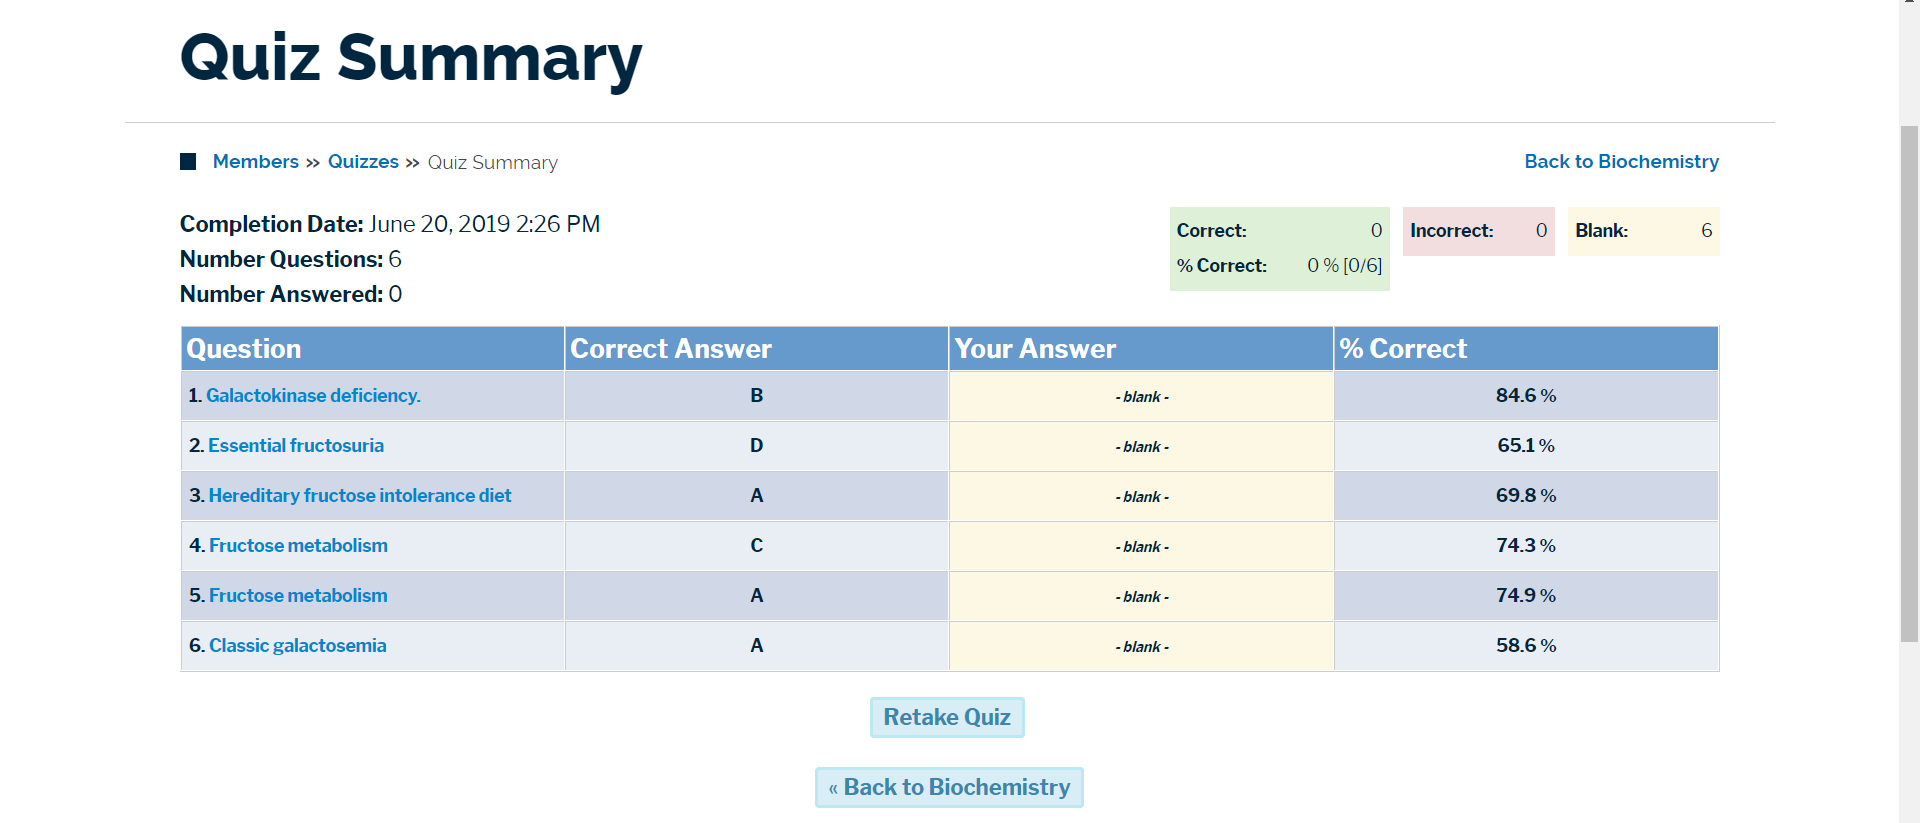 Quiz Summary
Members » Quizzes » Quiz Summary
Back to Biochemistry
Completion Date: June 20, 2019 2:26 PM
Number Questions: 6
Number Answered: 0
Correct: 0
% Correct: 0 % [0/6]
Incorrect: 0
Blank: 6
Question Correct Answer Your Answer % Correct
1. Galactokinase deficiency. B - blank - 84.6 %
2. Essential fructosuria D - blank - 65.1 %
3. Hereditary fructose intolerance diet A - blank - 69.8 %
4. Fructose metabolism C - blank - 74.3 %
5. Fructose metabolism A - blank - 74.9 %
6. Classic galactosemia A - blank - 58.6 %
Retake Quiz
« Back to Biochemistry